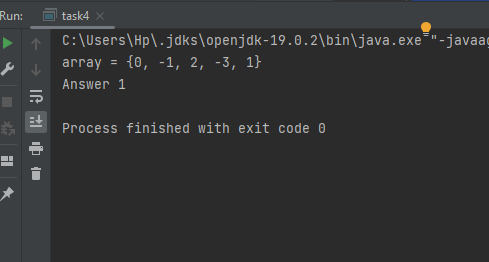 Run: task4
C:\Users\Hp\.jdks\openjdk-19.0.2\bin\java.exe "-javaag
array = {0, -1, 2, -3, 1}
Answer 1
Process finished with exit code 0